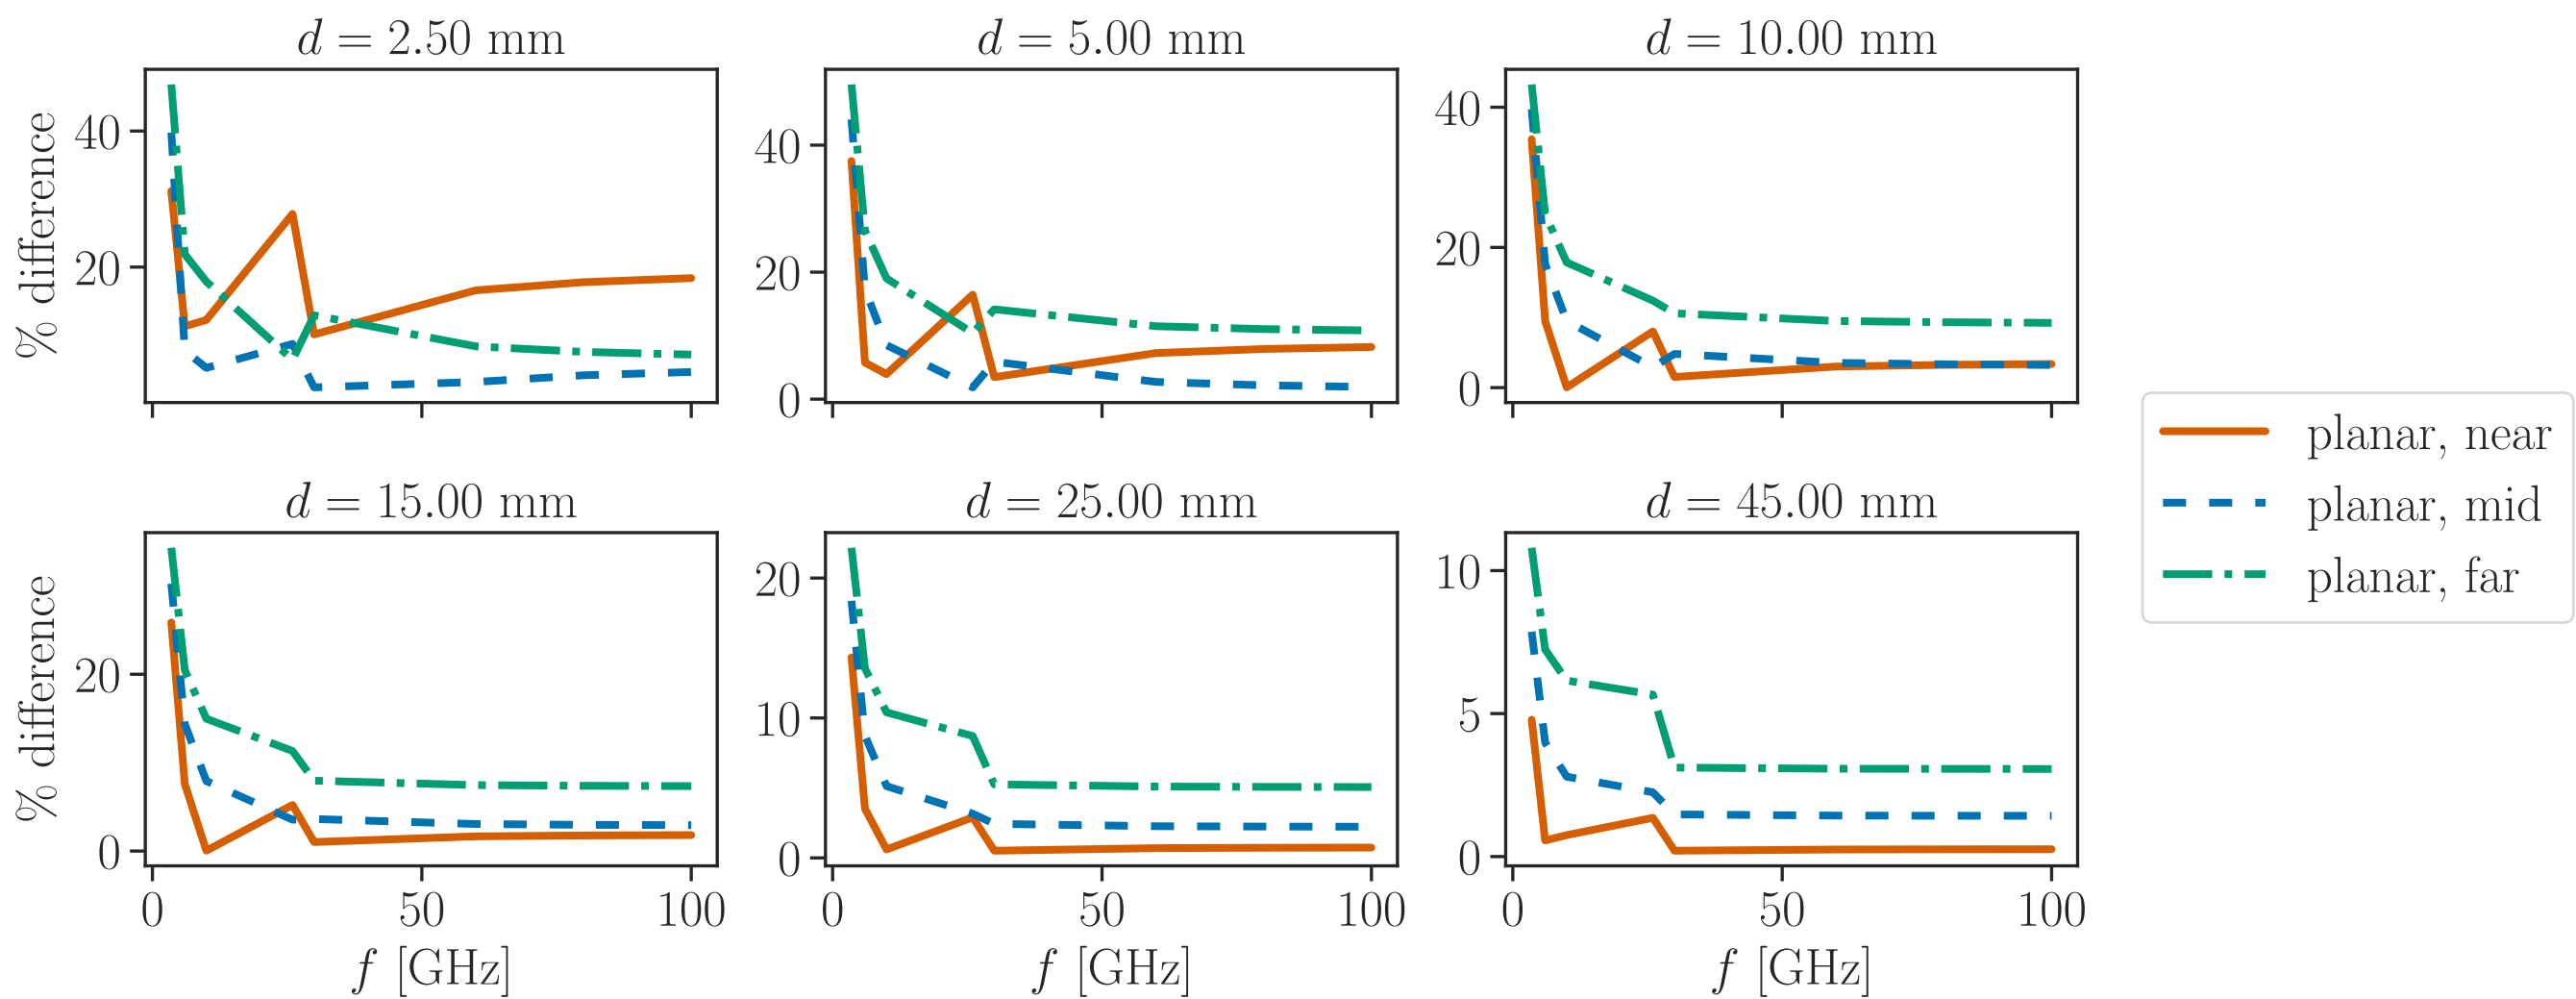 d = 2.50 mm
d = 5.00 mm
d = 10.00 mm
% difference
40
20
40
20
0
40
20
0
d = 15.00 mm
d = 25.00 mm
d = 45.00 mm
% difference
20
0
20
10
0
10
5
0
0 50 100
0 50 100
0 50 100
f [GHz]
f [GHz]
f [GHz]
planar, near
planar, mid
planar, far